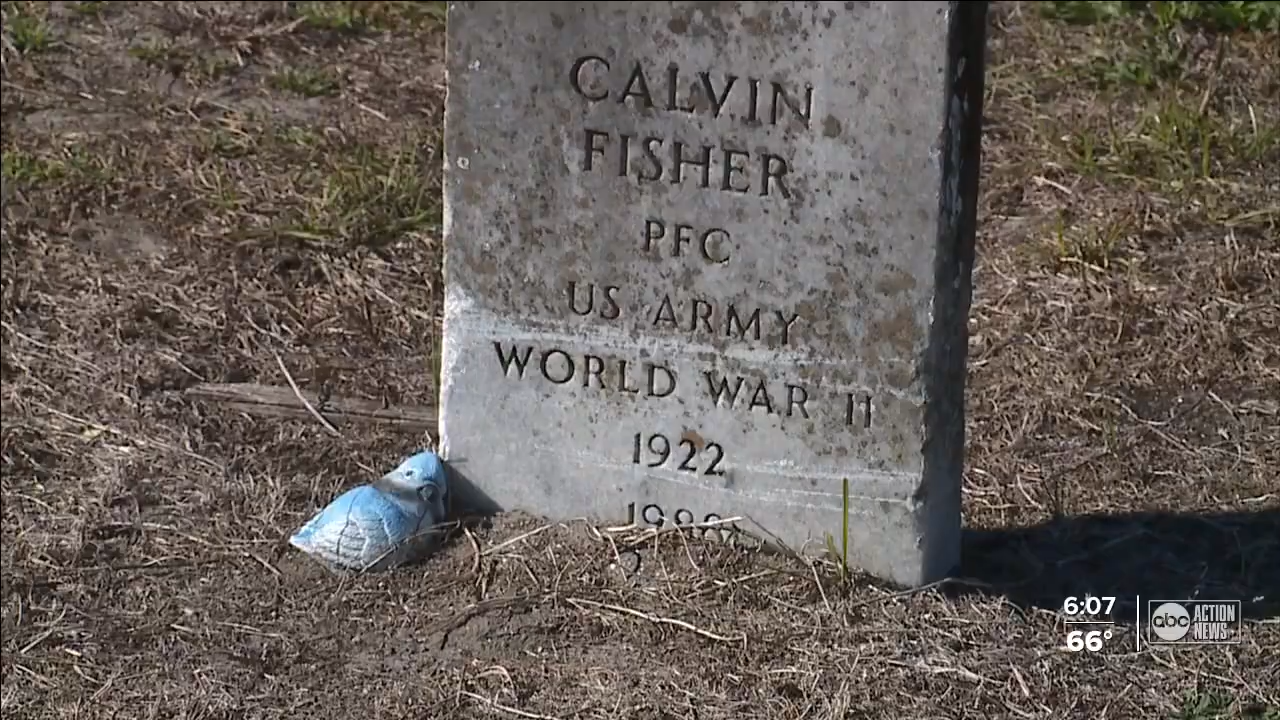 CALVIN
FISHER
PFC
US ARMY
WORLD WAR II
1922
6:07
66°
abc ACTION NEWS